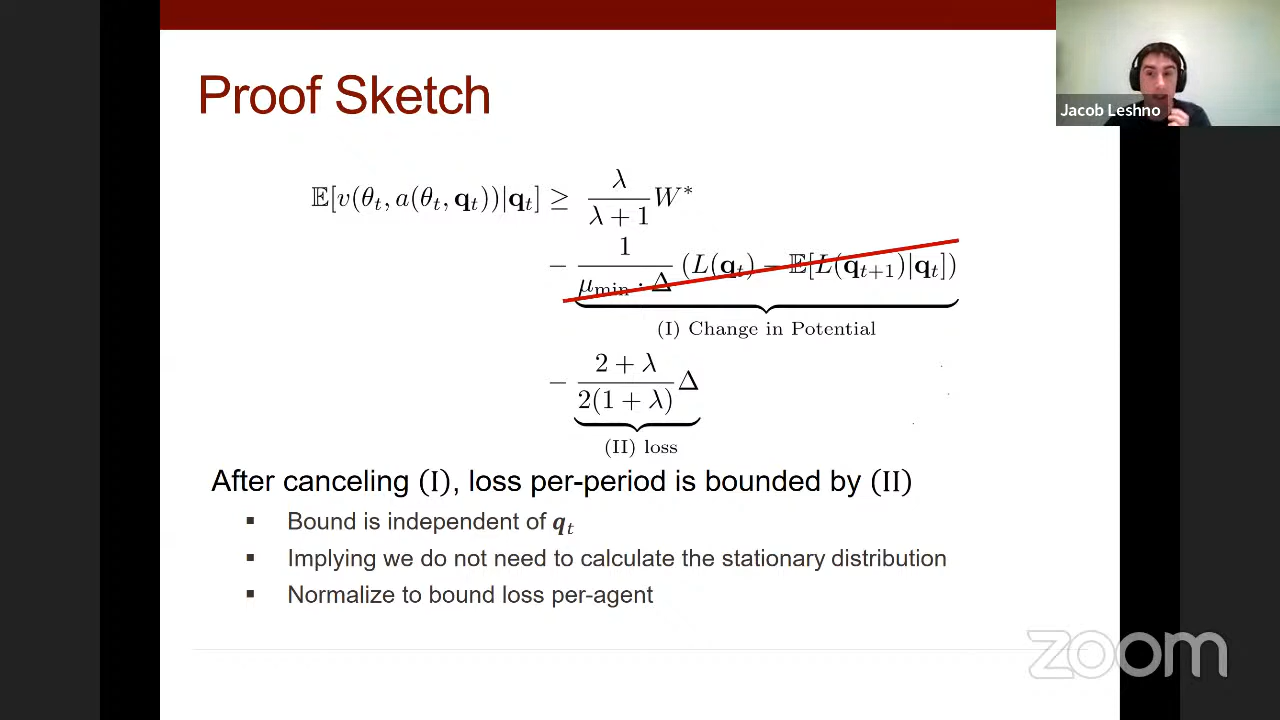 Proof Sketch
Jacob Leshno
𝔼[v(θ_t, a(θ_t, 𝐪_t))|𝐪_t] ≥ λ/(λ + 1) W*
− 1/(μ_min · Δ) (L(𝐪_t) − 𝔼[L(𝐪_{t+1})|𝐪_t])
(I) Change in Potential
− (2 + λ)/(2(1 + λ)) Δ
(II) loss
After canceling (I), loss per-period is bounded by (II)
▪ Bound is independent of 𝒒_t
▪ Implying we do not need to calculate the stationary distribution
▪ Normalize to bound loss per-agent
zoom